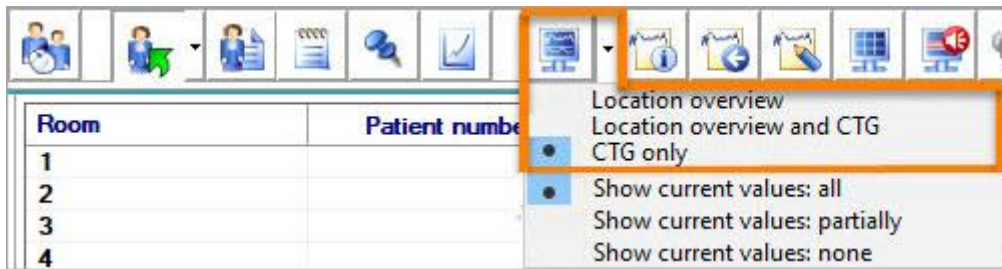 Location overview
Room Patient numbe Location overview and CTG
1 CTG only
2 Show current values: all
3 Show current values: partially
4 Show current values: none